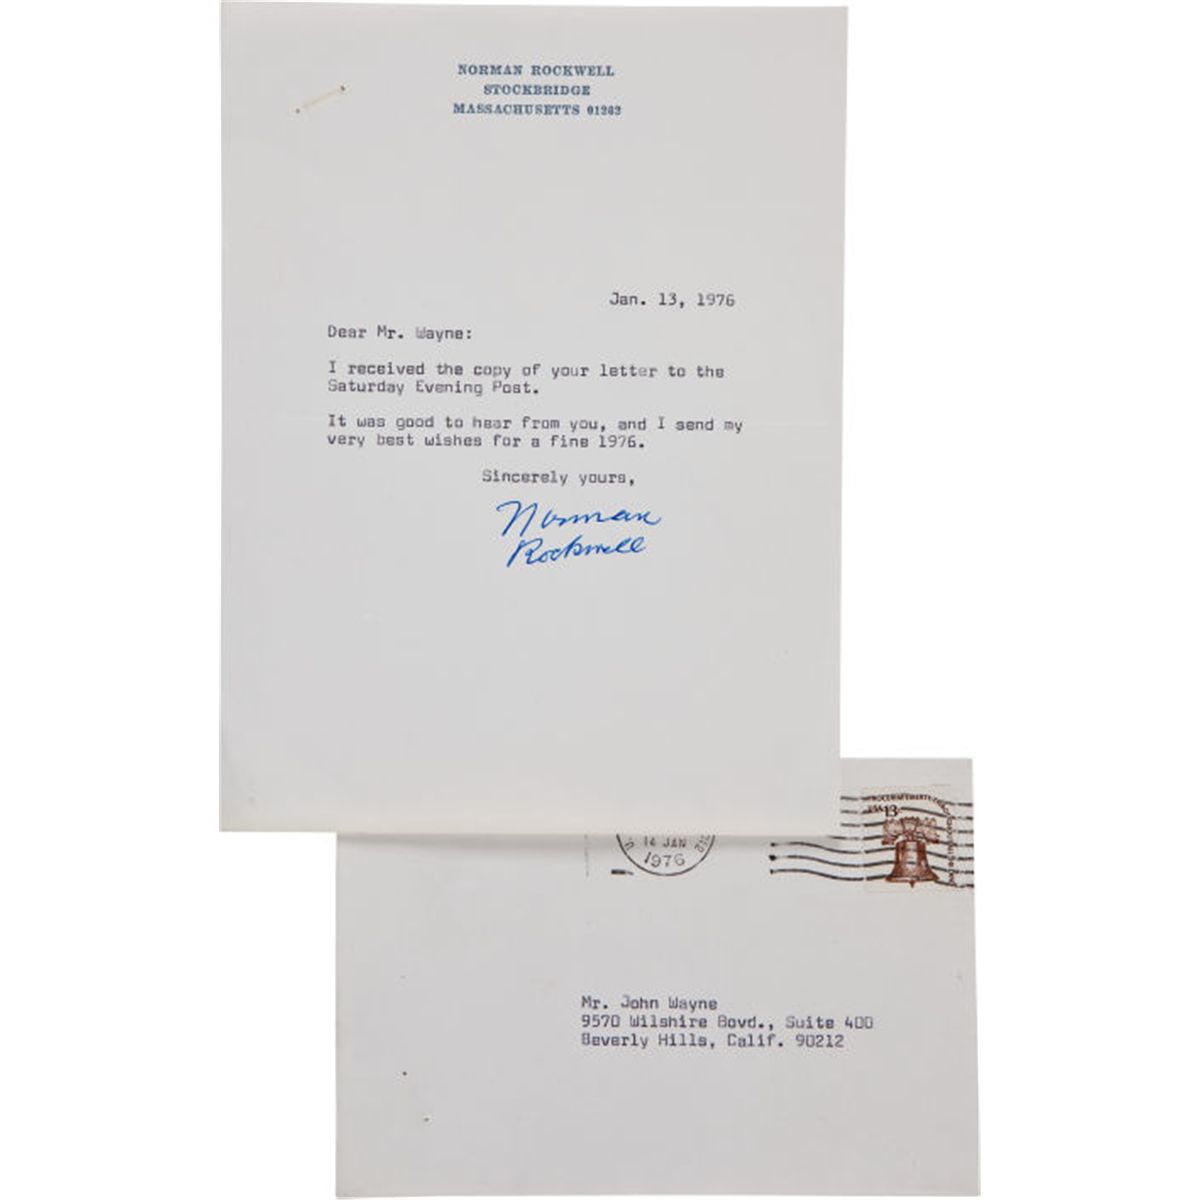 NORMAN ROCKWELL
STOCKBRIDGE
MASSACHUSETTS 01262
Jan. 13, 1976
Dear Mr. Wayne:
I received the copy of your letter to the
Saturday Evening Post.
It was good to hear from you, and I send my
very best wishes for a fine 1976.
Sincerely yours,
Norman
Rockwell
14 JAN
1976
USA 13c
Mr. John Wayne
9570 Wilshire Bovd., Suite 400
Beverly Hills, Calif. 90212